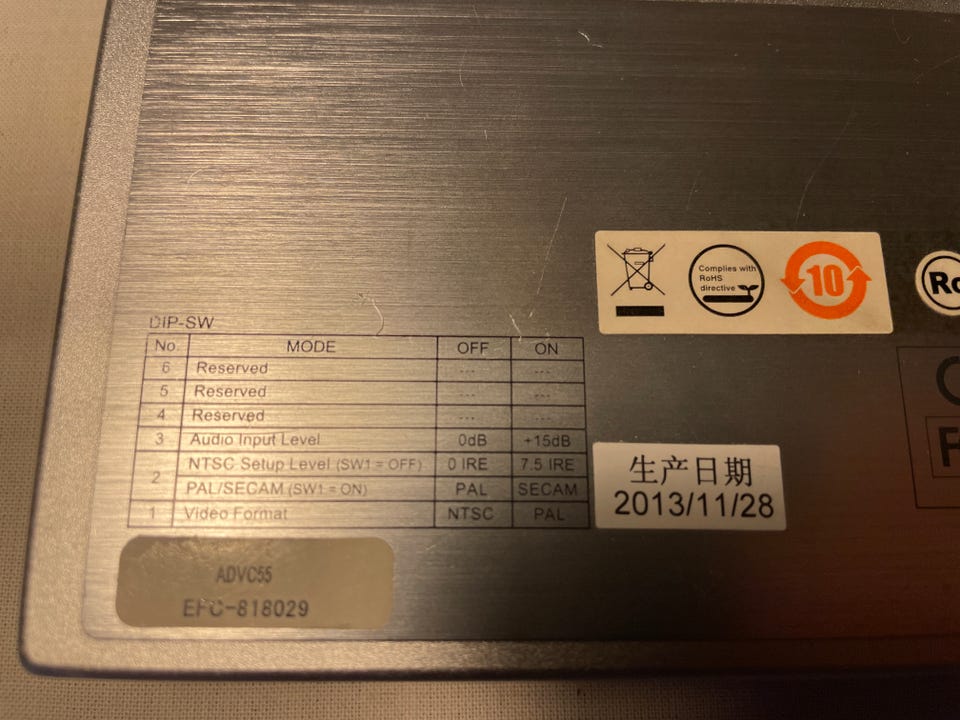 Complies with
RoHS
directive
10
Ro
DIP-SW
No. MODE OFF ON
6 Reserved --- ---
5 Reserved --- ---
4 Reserved --- ---
3 Audio Input Level 0dB +15dB
2 NTSC Setup Level (SW1 = OFF) 0 IRE 7.5 IRE
PAL/SECAM (SW1 = ON) PAL SECAM
1 Video Format NTSC PAL
生产日期
2013/11/28
ADVC55
EFC-818029